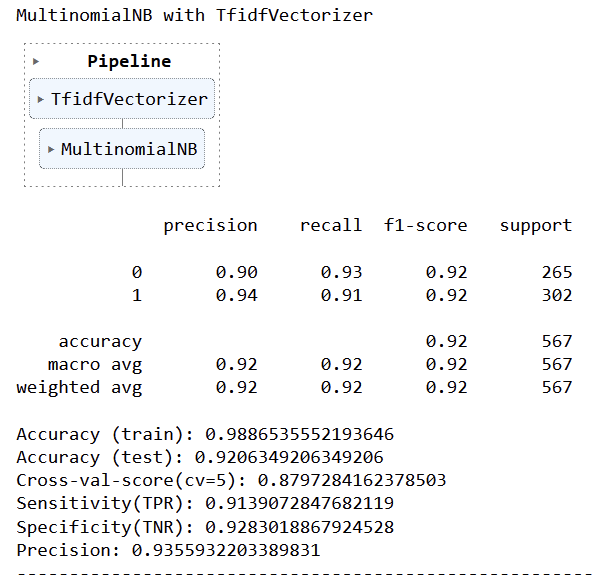 MultinomialNB with TfidfVectorizer
Pipeline
TfidfVectorizer
MultinomialNB
precision recall f1-score support
0 0.90 0.93 0.92 265
1 0.94 0.91 0.92 302
accuracy 0.92 567
macro avg 0.92 0.92 0.92 567
weighted avg 0.92 0.92 0.92 567
Accuracy (train): 0.9886535552193646
Accuracy (test): 0.9206349206349206
Cross-val-score(cv=5): 0.8797284162378503
Sensitivity(TPR): 0.9139072847682119
Specificity(TNR): 0.9283018867924528
Precision: 0.9355932203389831
-------------------------------------------------------